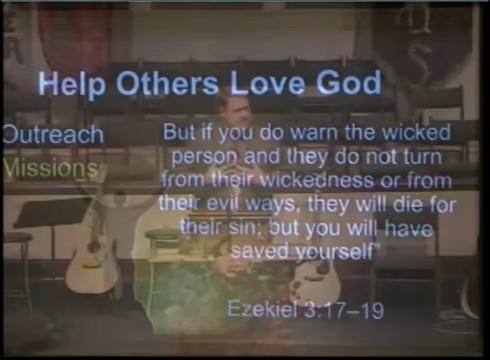 Help Others Love God
Outreach
Missions
But if you do warn the wicked
person and they do not turn
from their wickedness or from
their evil ways, they will die for
their sin; but you will have
saved yourself"
Ezekiel 3:17–19